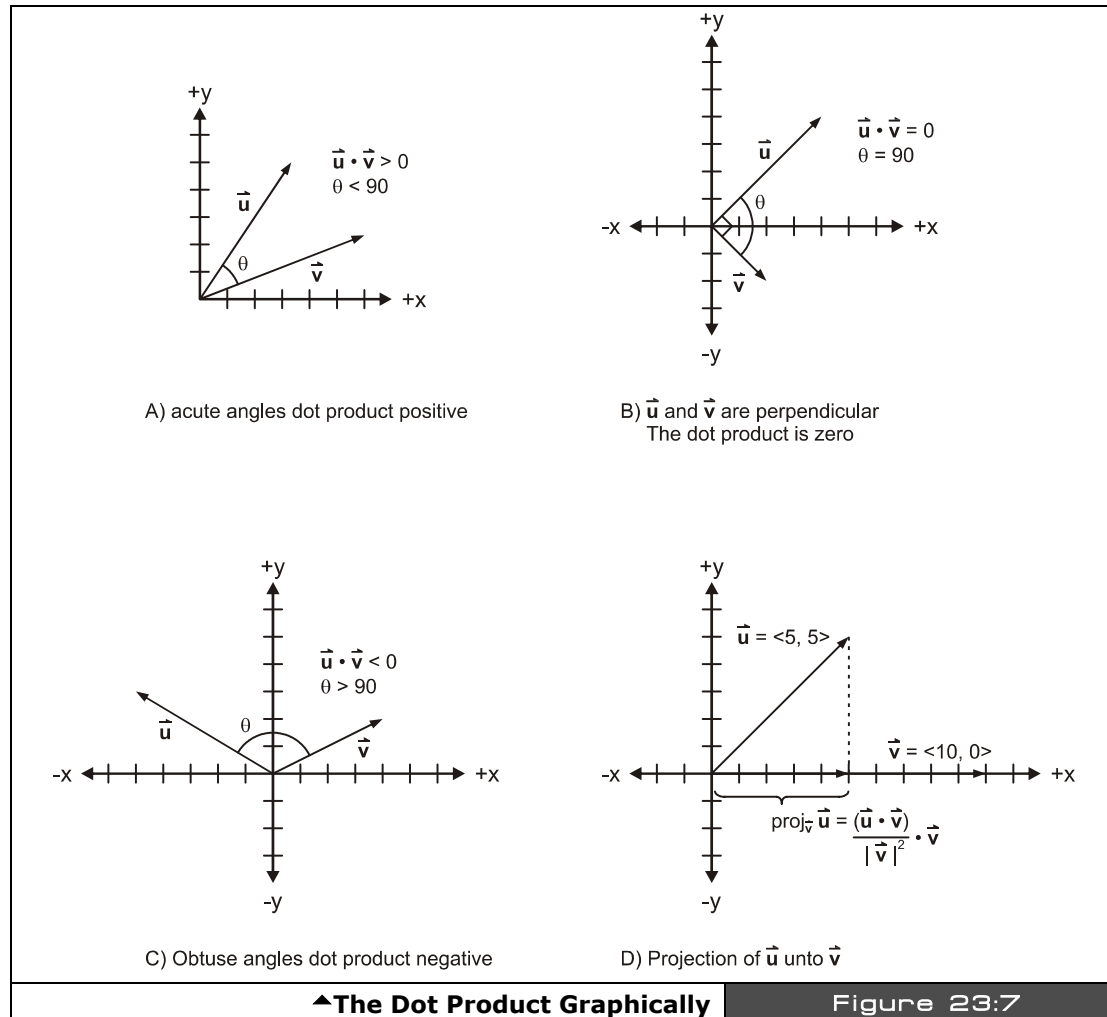 +y
u⃗ • v⃗ > 0
θ < 90
u⃗
θ
v⃗
+x
A) acute angles dot product positive
+y
u⃗ • v⃗ = 0
θ = 90
u⃗
θ
-x
+x
v⃗
-y
B) u⃗ and v⃗ are perpendicular
The dot product is zero
+y
u⃗ • v⃗ < 0
θ > 90
u⃗
θ
v⃗
-x
+x
-y
C) Obtuse angles dot product negative
+y
u⃗ = <5, 5>
v⃗ = <10, 0>
-x
+x
proj_v⃗ u⃗ = (u⃗ • v⃗) / |v⃗|² • v⃗
-y
D) Projection of u⃗ unto v⃗
▲The Dot Product Graphically
Figure 23:7